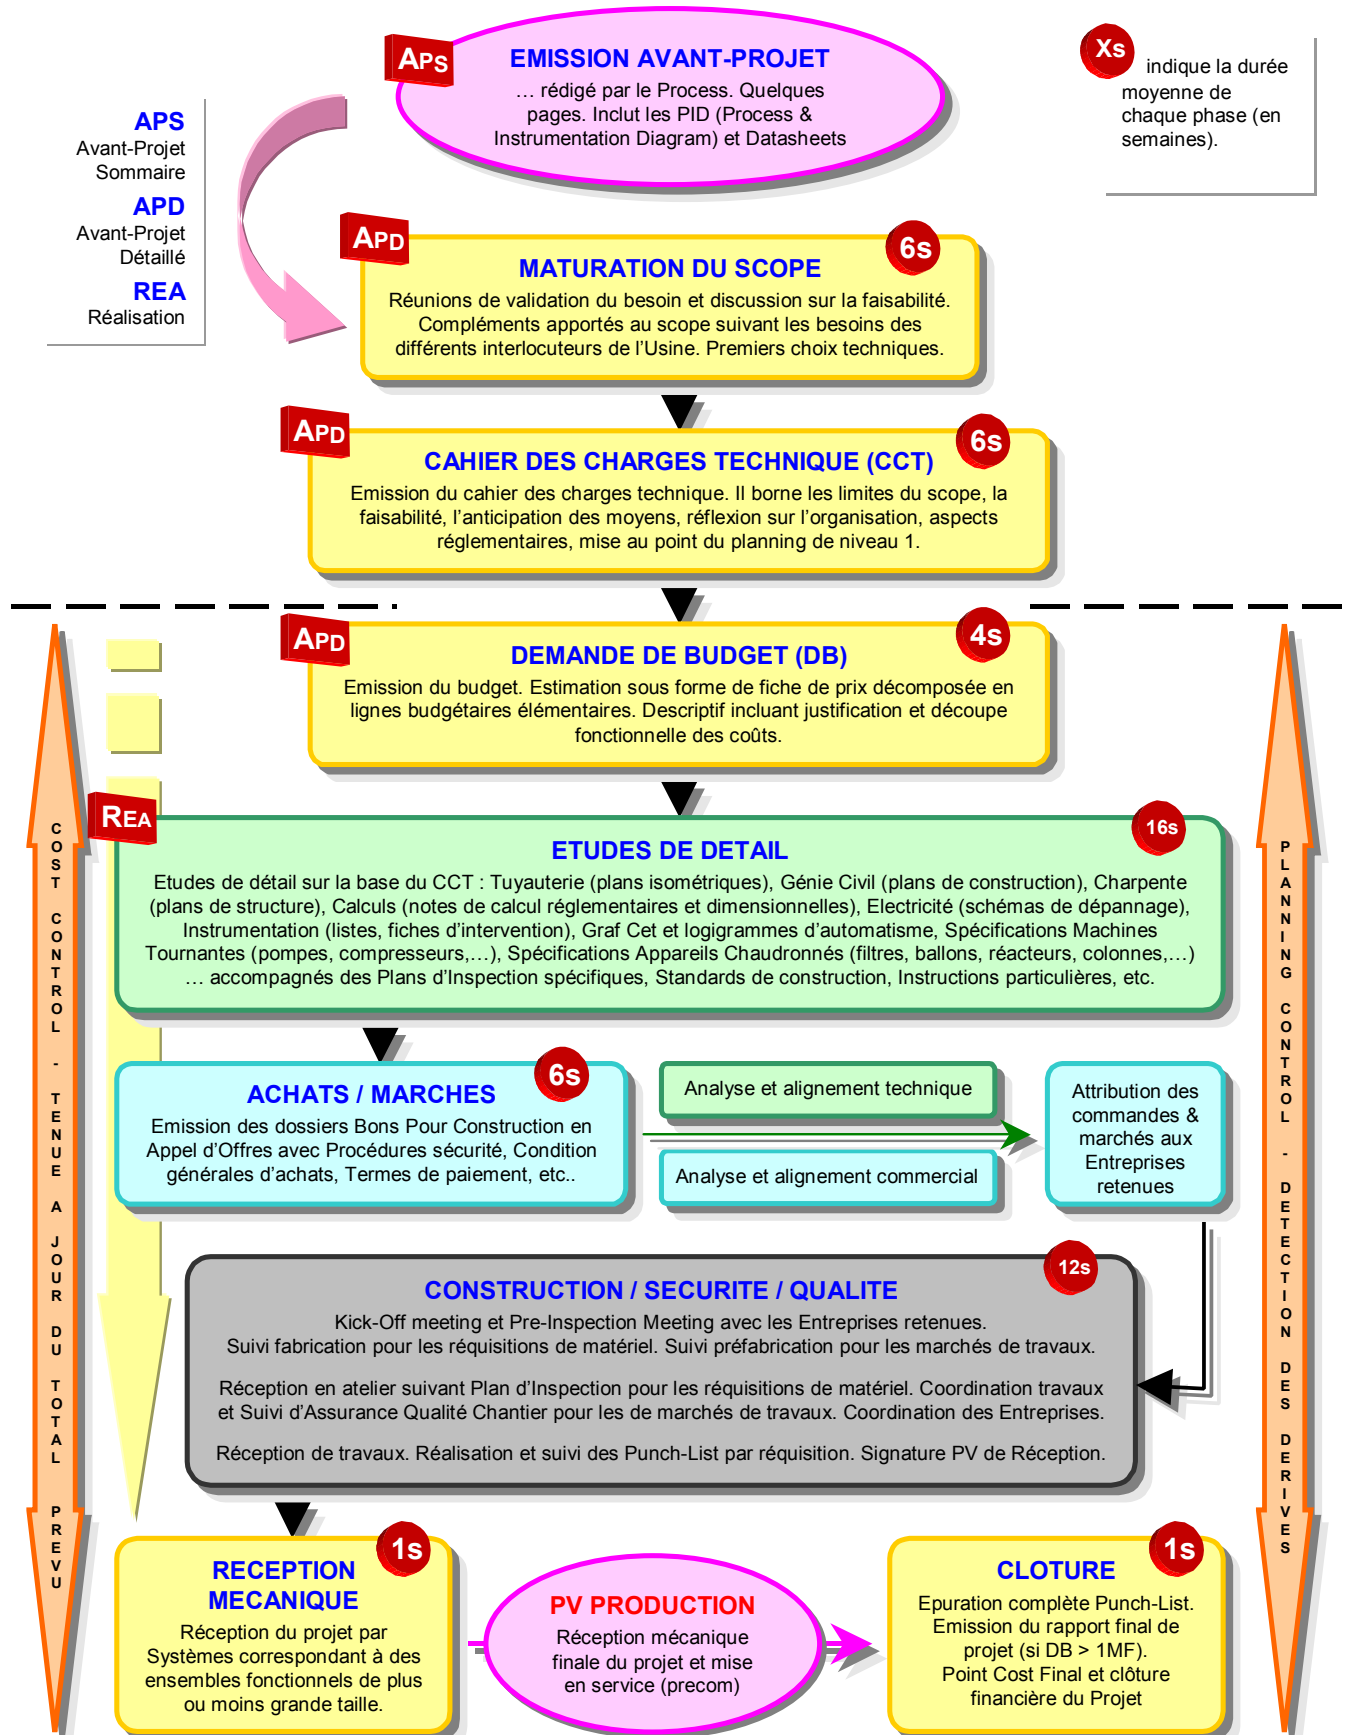 APS
EMISSION AVANT-PROJET
… rédigé par le Process. Quelques
pages. Inclut les PID (Process &
Instrumentation Diagram) et Datasheets
Xs
indique la durée
moyenne de
chaque phase (en
semaines).
APS
Avant-Projet
Sommaire
APD
Avant-Projet
Détaillé
REA
Réalisation
APD
6s
MATURATION DU SCOPE
Réunions de validation du besoin et discussion sur la faisabilité.
Compléments apportés au scope suivant les besoins des
différents interlocuteurs de l’Usine. Premiers choix techniques.
APD
6s
CAHIER DES CHARGES TECHNIQUE (CCT)
Emission du cahier des charges technique. Il borne les limites du scope, la
faisabilité, l’anticipation des moyens, réflexion sur l’organisation, aspects
réglementaires, mise au point du planning de niveau 1.
APD
4s
DEMANDE DE BUDGET (DB)
Emission du budget. Estimation sous forme de fiche de prix décomposée en
lignes budgétaires élémentaires. Descriptif incluant justification et découpe
fonctionnelle des coûts.
COST CONTROL - TENUE A JOUR DU TOTAL PREVU
PLANNING CONTROL - DETECTION DES DERIVES
REA
16s
ETUDES DE DETAIL
Etudes de détail sur la base du CCT : Tuyauterie (plans isométriques), Génie Civil (plans de construction), Charpente
(plans de structure), Calculs (notes de calcul réglementaires et dimensionnelles), Electricité (schémas de dépannage),
Instrumentation (listes, fiches d’intervention), Graf Cet et logigrammes d’automatisme, Spécifications Machines
Tournantes (pompes, compresseurs,…), Spécifications Appareils Chaudronnés (filtres, ballons, réacteurs, colonnes,…)
… accompagnés des Plans d’Inspection spécifiques, Standards de construction, Instructions particulières, etc.
6s
ACHATS / MARCHES
Emission des dossiers Bons Pour Construction en
Appel d’Offres avec Procédures sécurité, Condition
générales d’achats, Termes de paiement, etc..
Analyse et alignement technique
Analyse et alignement commercial
Attribution des
commandes &
marchés aux
Entreprises
retenues
12s
CONSTRUCTION / SECURITE / QUALITE
Kick-Off meeting et Pre-Inspection Meeting avec les Entreprises retenues.
Suivi fabrication pour les réquisitions de matériel. Suivi préfabrication pour les marchés de travaux.
Réception en atelier suivant Plan d’Inspection pour les réquisitions de matériel. Coordination travaux
et Suivi d’Assurance Qualité Chantier pour les de marchés de travaux. Coordination des Entreprises.
Réception de travaux. Réalisation et suivi des Punch-List par réquisition. Signature PV de Réception.
1s
RECEPTION
MECANIQUE
Réception du projet par
Systèmes correspondant à des
ensembles fonctionnels de plus
ou moins grande taille.
PV PRODUCTION
Réception mécanique
finale du projet et mise
en service (precom)
1s
CLOTURE
Epuration complète Punch-List.
Emission du rapport final de
projet (si DB > 1MF).
Point Cost Final et clôture
financière du Projet